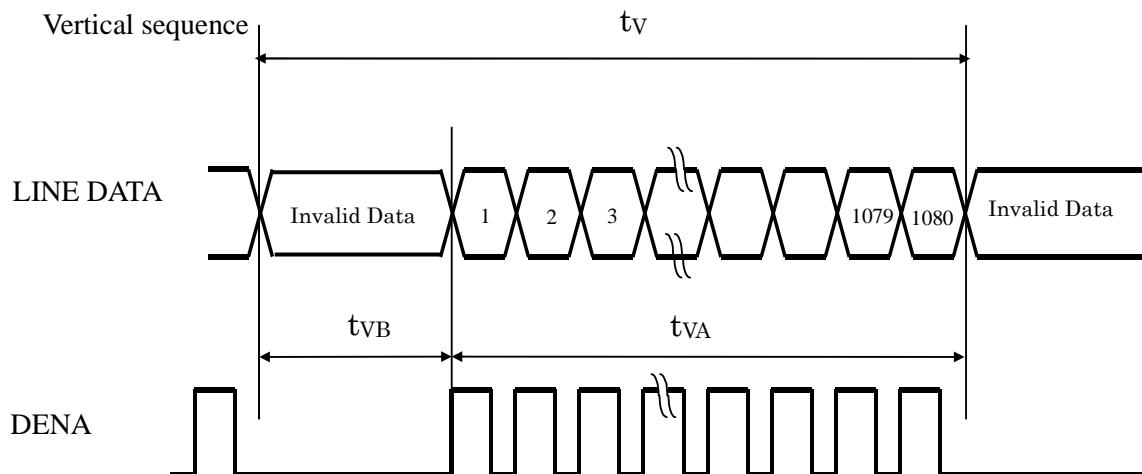 Vertical sequence
tV
LINE DATA
Invalid Data
1
2
3
1079
1080
Invalid Data
tVB
tVA
DENA